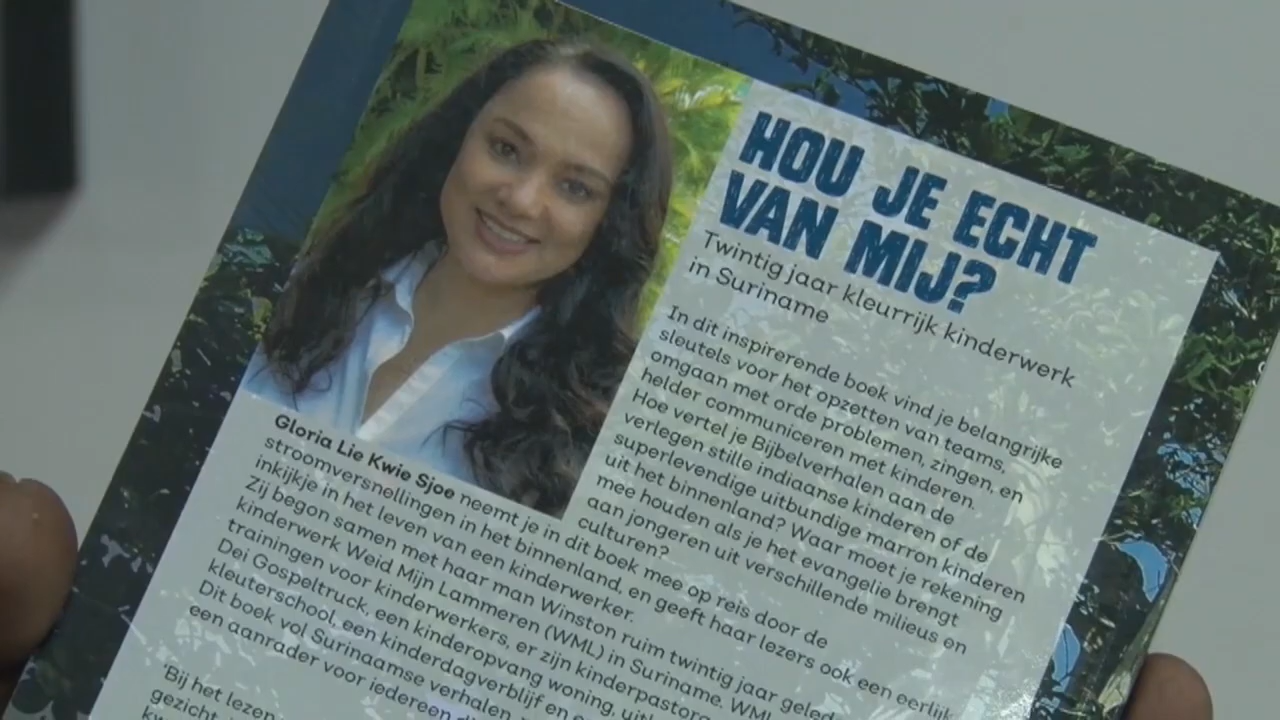 HOU JE ECHT
VAN MIJ?
Twintig jaar kleurrijk kinderwerk
in Suriname
In dit inspirerende boek vind je belangrijke
sleutels voor het opzetten van teams,
omgaan met orde problemen, zingen, en
helder communiceren met kinderen.
Hoe vertel je Bijbelverhalen aan de
verlegen stille indiaanse kinderen of de
superlevendige uitbundige marron kinderen
uit het binnenland? Waar moet je rekening
mee houden als je het evangelie brengt
aan jongeren uit verschillende milieus en
culturen?
Gloria Lie Kwie Sjoe neemt je in dit boek mee op reis door de
stroomversnellingen in het binnenland, en geeft haar lezers ook een eerlijk
inkijkje in het leven van een kinderwerker.
Zij begon samen met haar man Winston ruim twintig jaar geled
kinderwerk Weid Mijn Lammeren (WML) in Suriname. WML
trainingen voor kinderwerkers, er zijn kinderpastora
Dei Gospeltruck, een kinderopvang woning,
kleuterschool, een kinderdagverblijf en
Dit boek vol Surinaamse verhalen,
een aanrader voor iedereen
'Bij het lezen
gezicht